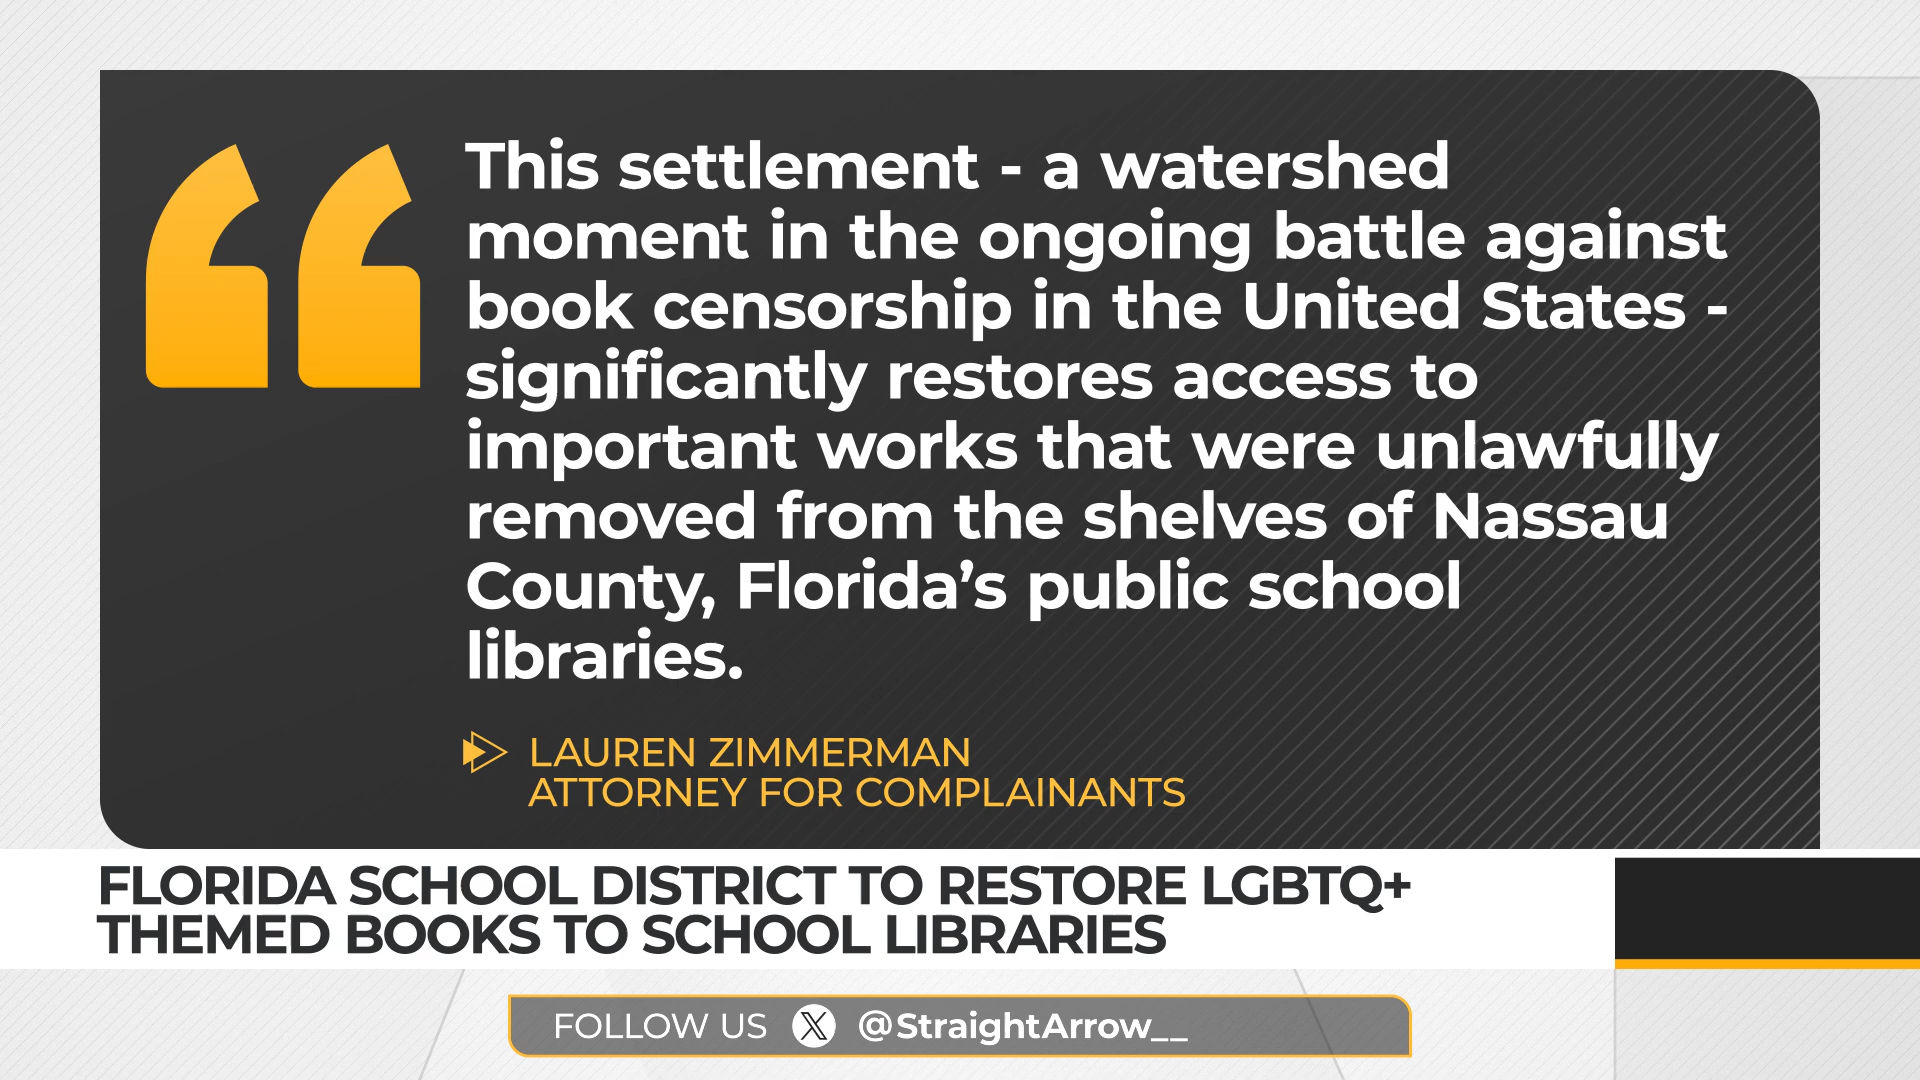 This settlement - a watershed
moment in the ongoing battle against
book censorship in the United States -
significantly restores access to
important works that were unlawfully
removed from the shelves of Nassau
County, Florida’s public school
libraries.
LAUREN ZIMMERMAN
ATTORNEY FOR COMPLAINANTS
FLORIDA SCHOOL DISTRICT TO RESTORE LGBTQ+
THEMED BOOKS TO SCHOOL LIBRARIES
FOLLOW US X @StraightArrow__